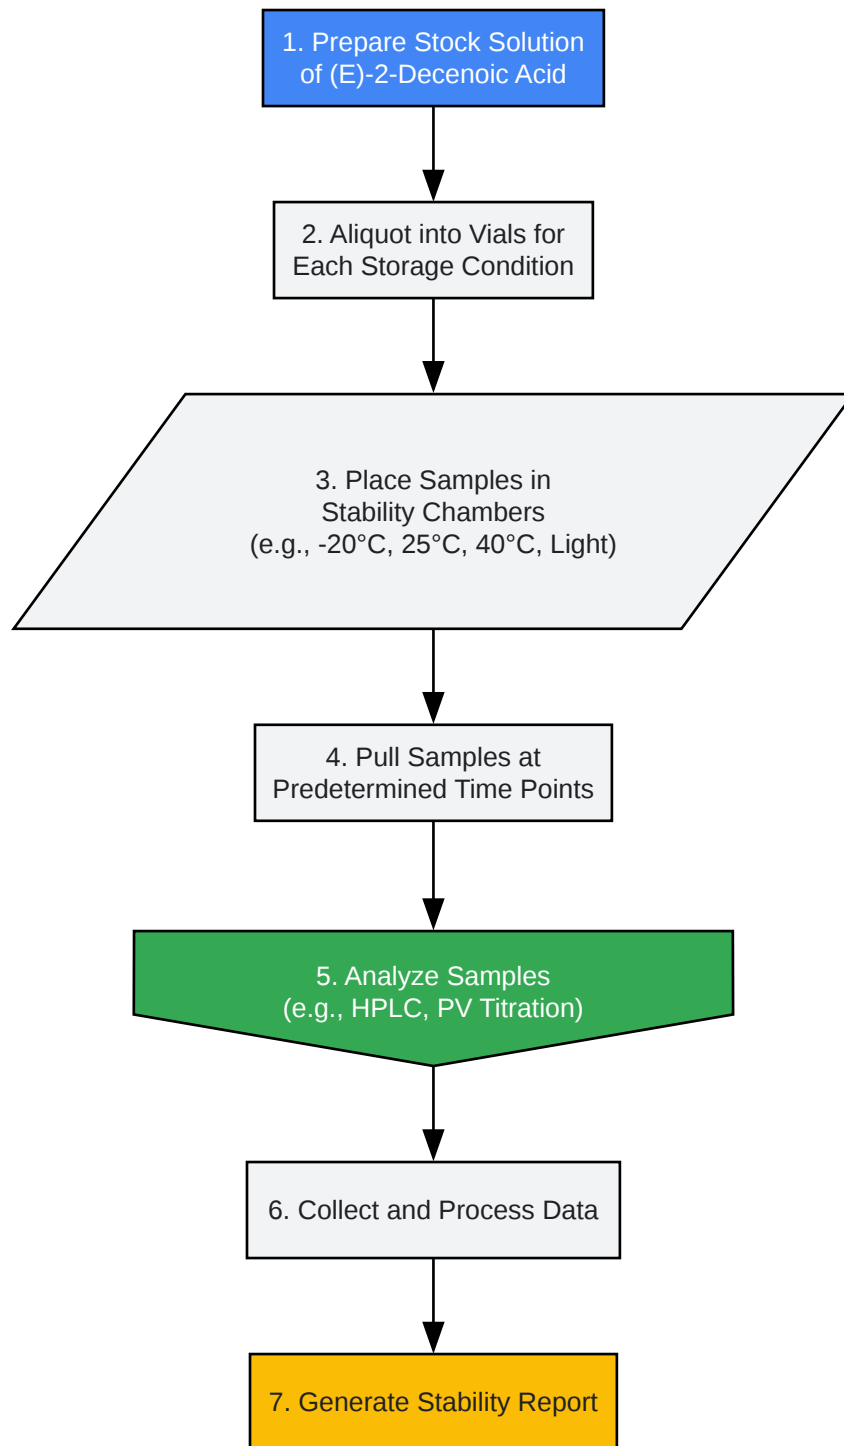 1. Prepare Stock Solution
of (E)-2-Decenoic Acid
2. Aliquot into Vials for
Each Storage Condition
3. Place Samples in
Stability Chambers
(e.g., -20°C, 25°C, 40°C, Light)
4. Pull Samples at
Predetermined Time Points
5. Analyze Samples
(e.g., HPLC, PV Titration)
6. Collect and Process Data
7. Generate Stability Report